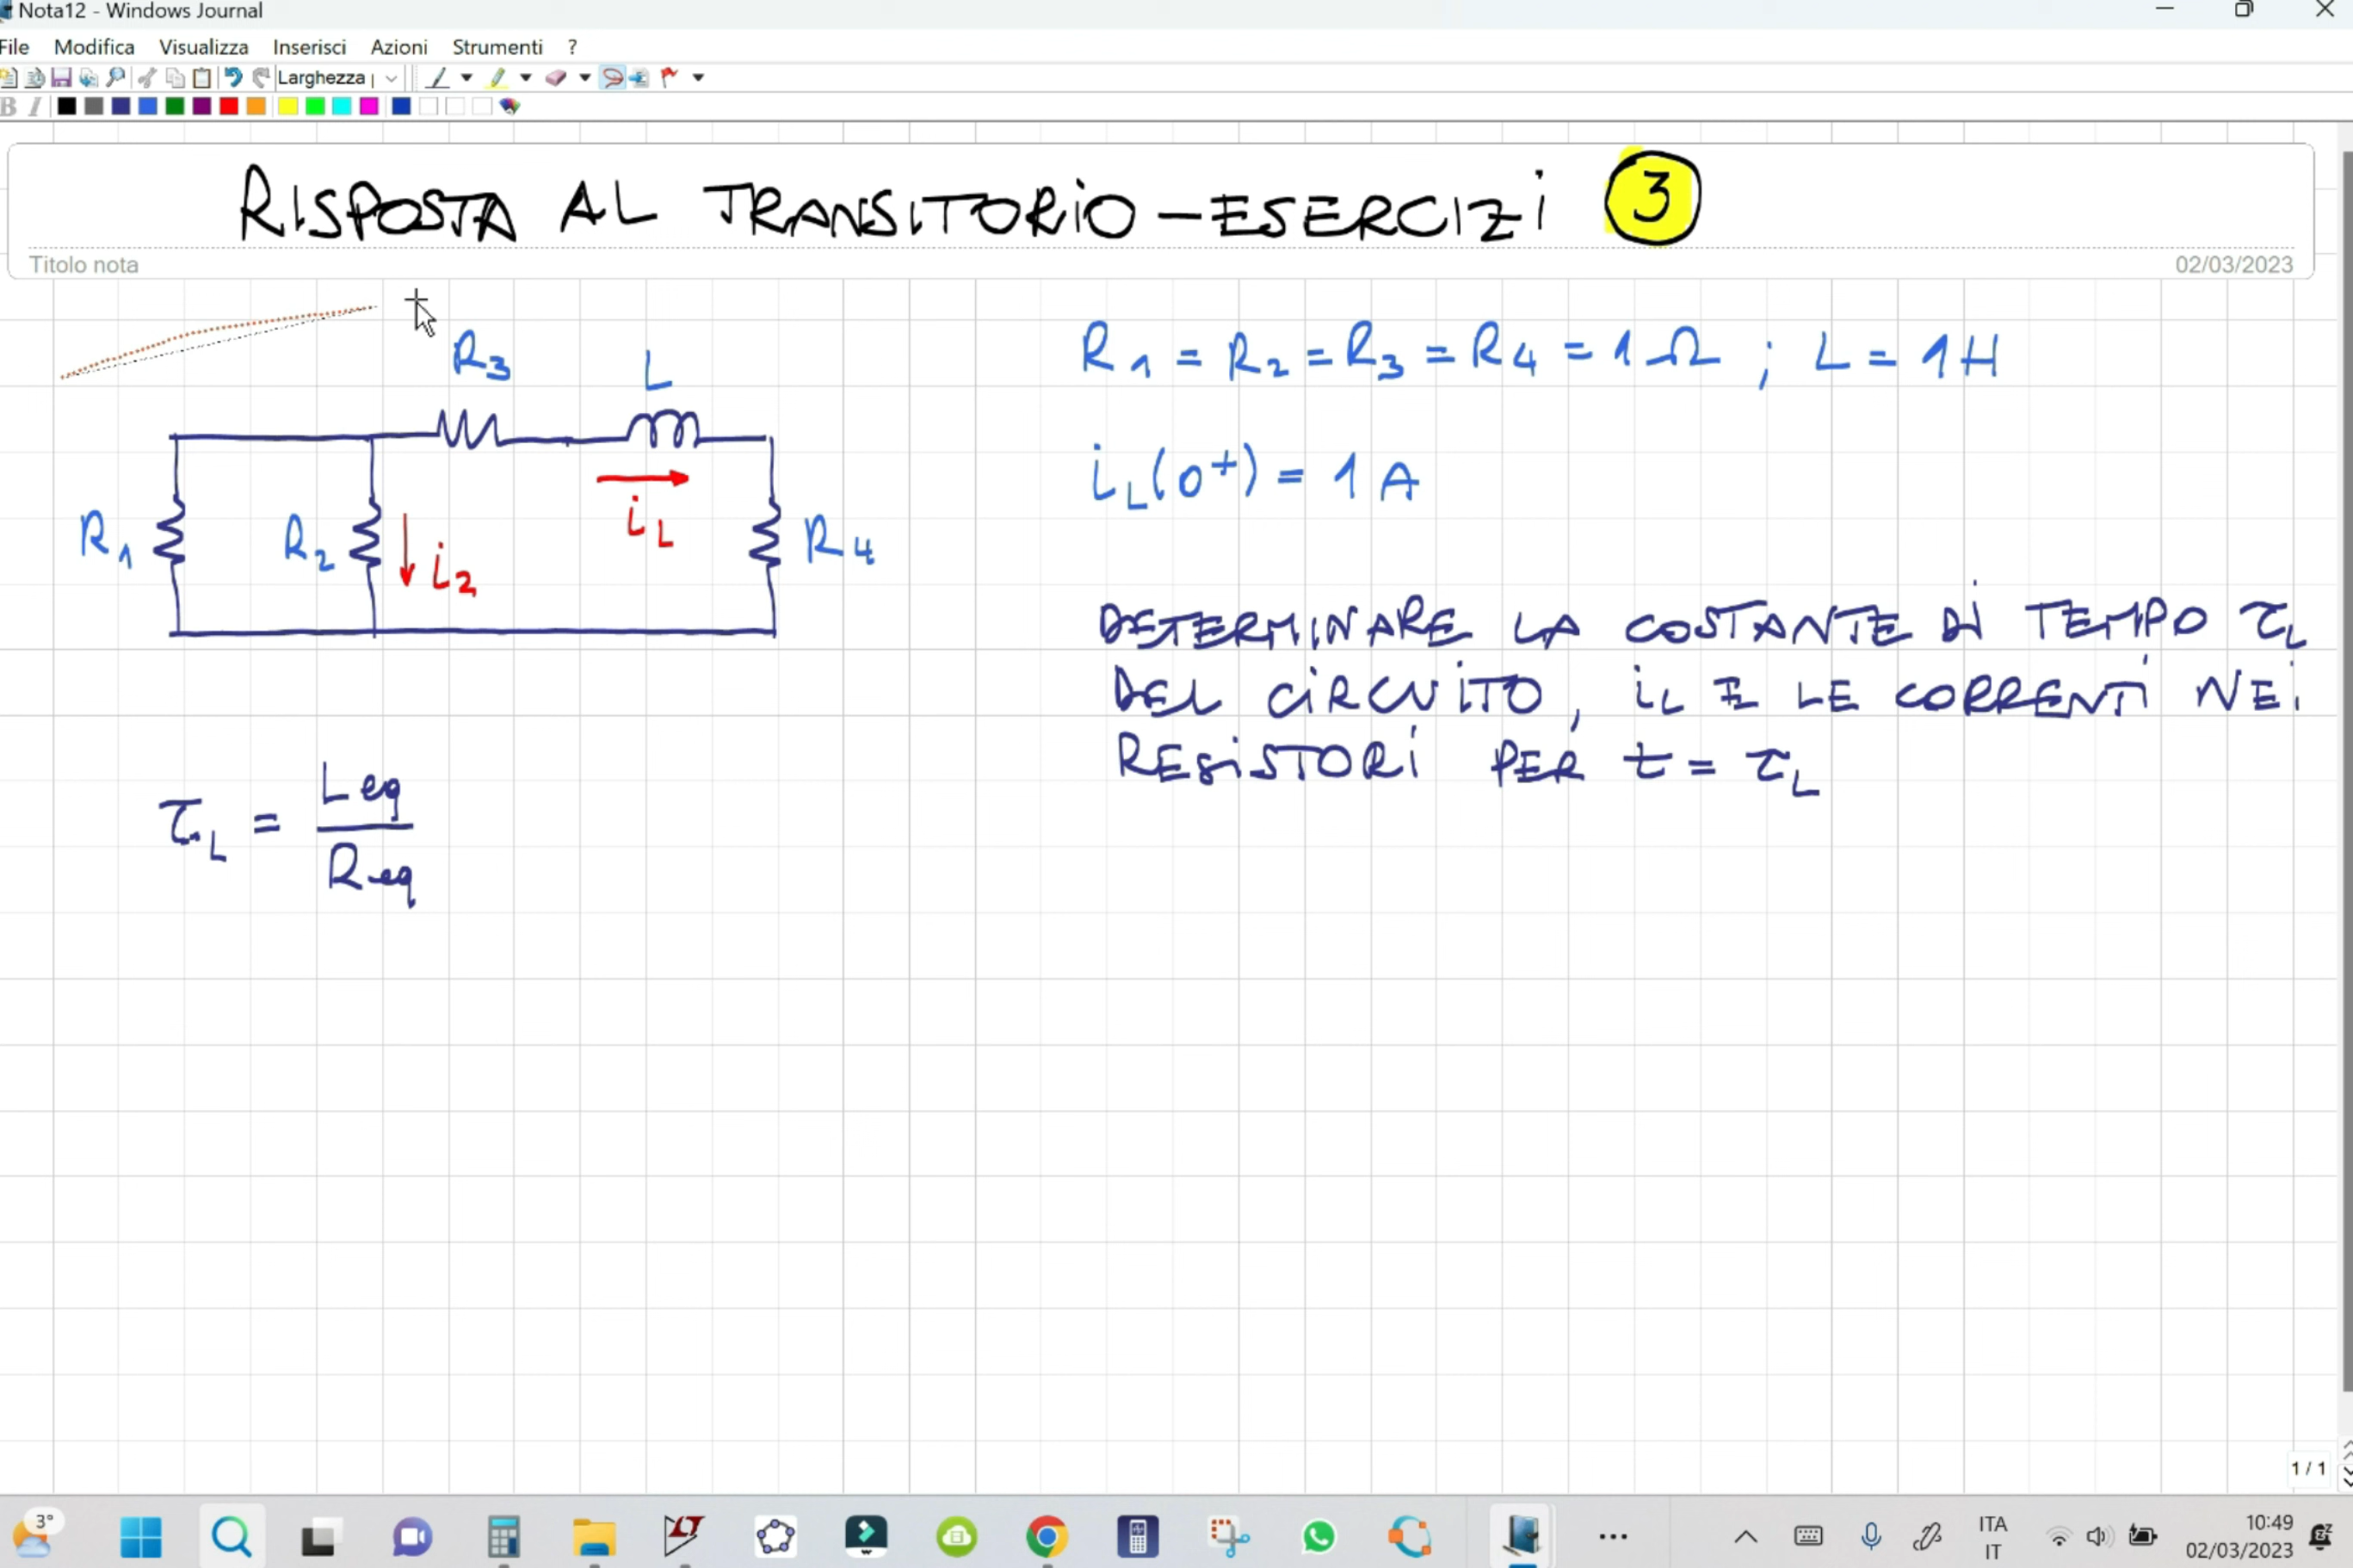 Nota12 - Windows Journal
File Modifica Visualizza Inserisci Azioni Strumenti ?
Larghezza
B I
RISPOSTA AL TRANSITORIO - ESERCIZI 3
Titolo nota 02/03/2023
R3
L
R1
R2
i2
iL
R4
R1 = R2 = R3 = R4 = 1 Ω ; L = 1H
iL(0+) = 1 A
DETERMINARE LA COSTANTE DI TEMPO τL
DEL CIRCUITO, iL E LE CORRENTI NEI
RESISTORI PER t = τL
τL = Leq / Req
1 / 1
3°
LT
ITA
IT
10:49
02/03/2023